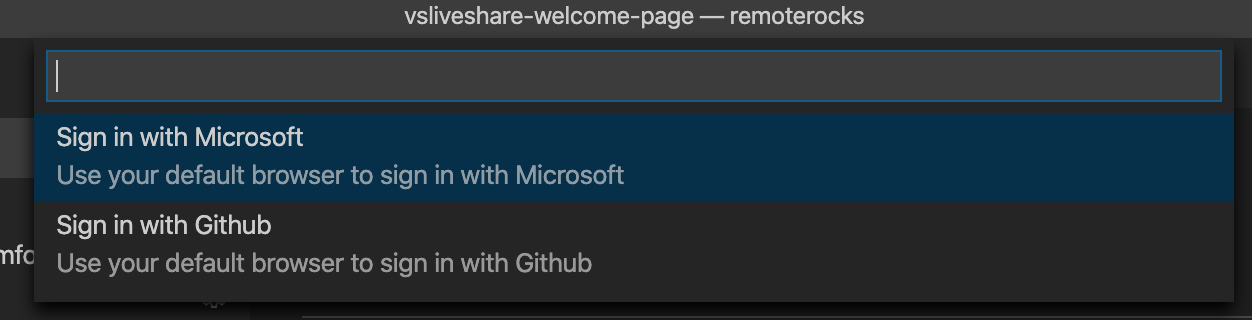 vsliveshare-welcome-page — remoterocks
Sign in with Microsoft
Use your default browser to sign in with Microsoft
Sign in with Github
Use your default browser to sign in with Github